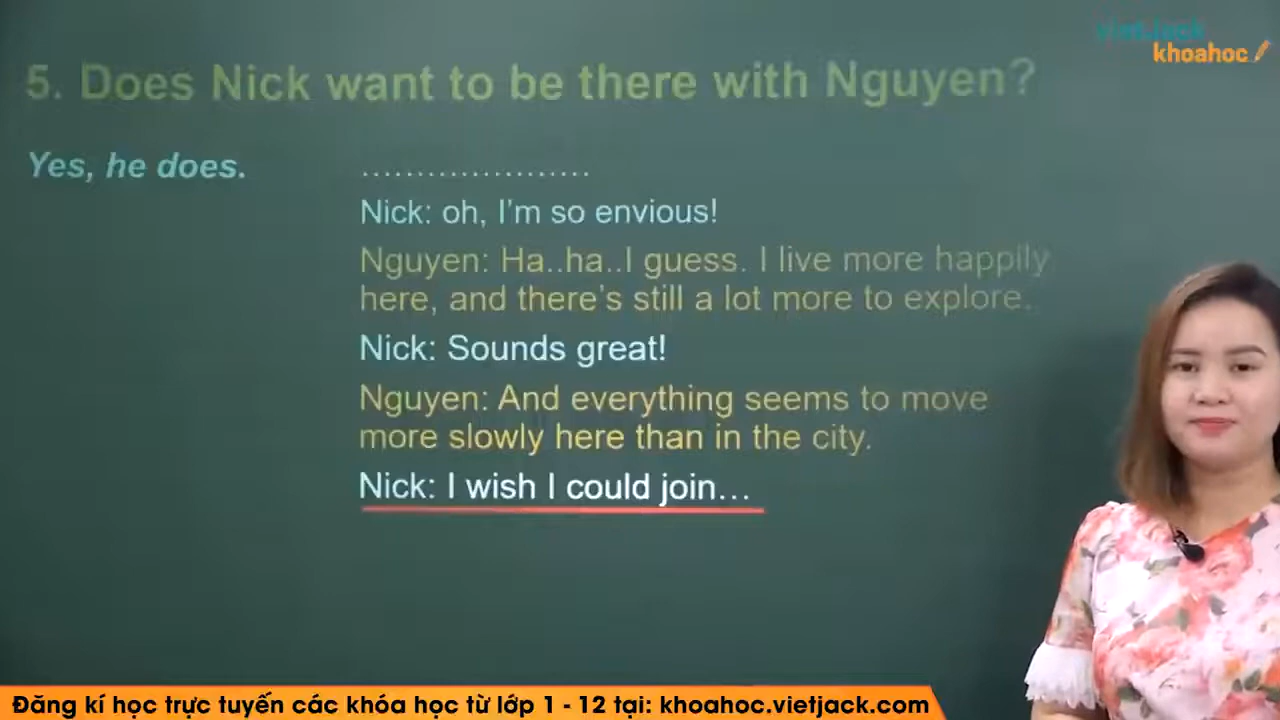 vietjack
khoahoc
5. Does Nick want to be there with Nguyen?
Yes, he does.
.....................
Nick: oh, I'm so envious!
Nguyen: Ha..ha..I guess. I live more happily
here, and there's still a lot more to explore.
Nick: Sounds great!
Nguyen: And everything seems to move
more slowly here than in the city.
Nick: I wish I could join...
Đăng kí học trực tuyến các khóa học từ lớp 1 - 12 tại: khoahoc.vietjack.com